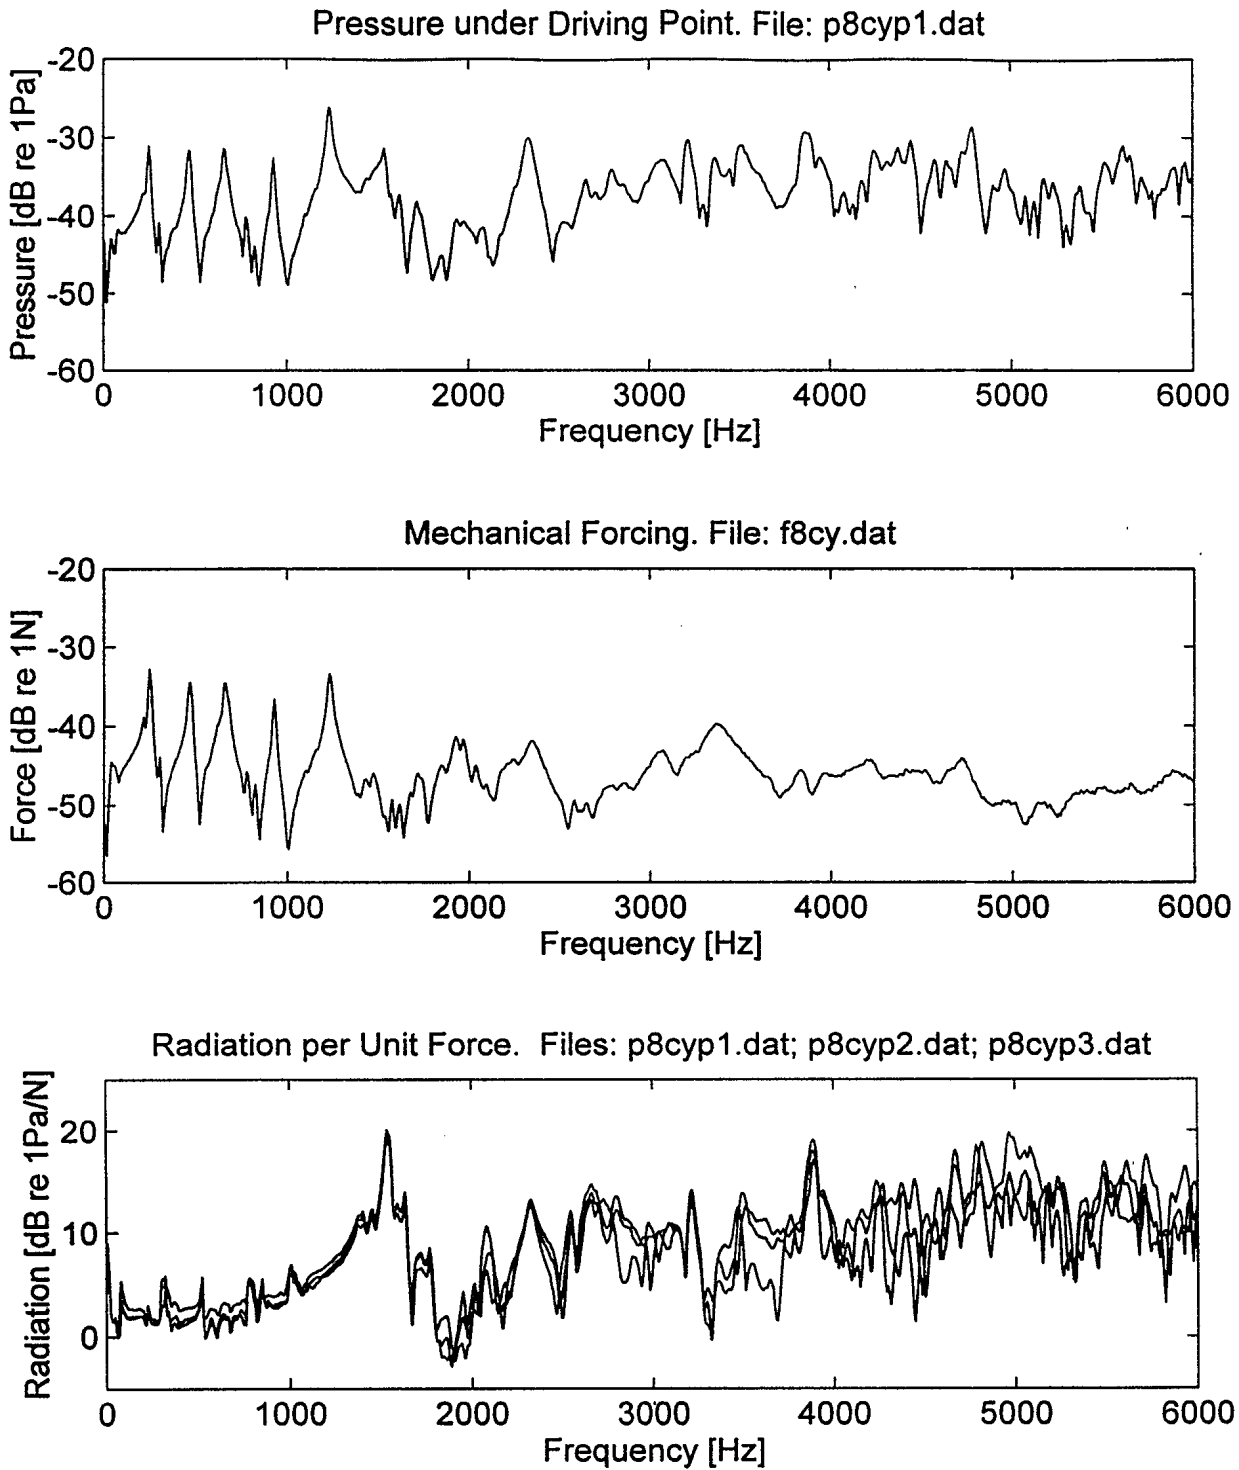 Pressure under Driving Point. File: p8cyp1.dat
Pressure [dB re 1Pa]
-20
-30
-40
-50
-60
0 1000 2000 3000 4000 5000 6000
Frequency [Hz]
Mechanical Forcing. File: f8cy.dat
Force [dB re 1N]
-20
-30
-40
-50
-60
0 1000 2000 3000 4000 5000 6000
Frequency [Hz]
Radiation per Unit Force. Files: p8cyp1.dat; p8cyp2.dat; p8cyp3.dat
Radiation [dB re 1Pa/N]
20
10
0
0 1000 2000 3000 4000 5000 6000
Frequency [Hz]